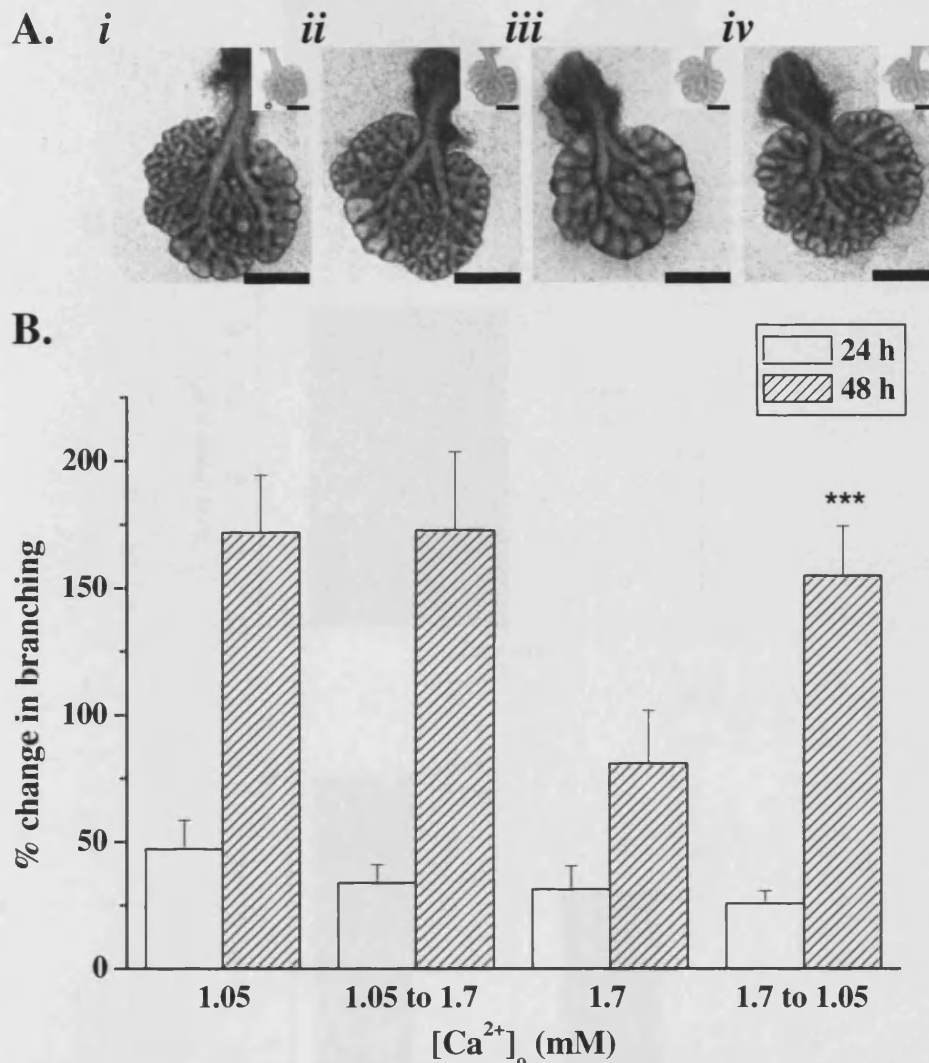 A. i ii iii iv
B.
24 h
48 h
200
150
100
50
0
***
% change in branching
1.05 1.05 to 1.7 1.7 1.7 to 1.05
[Ca²⁺]ₒ (mM)